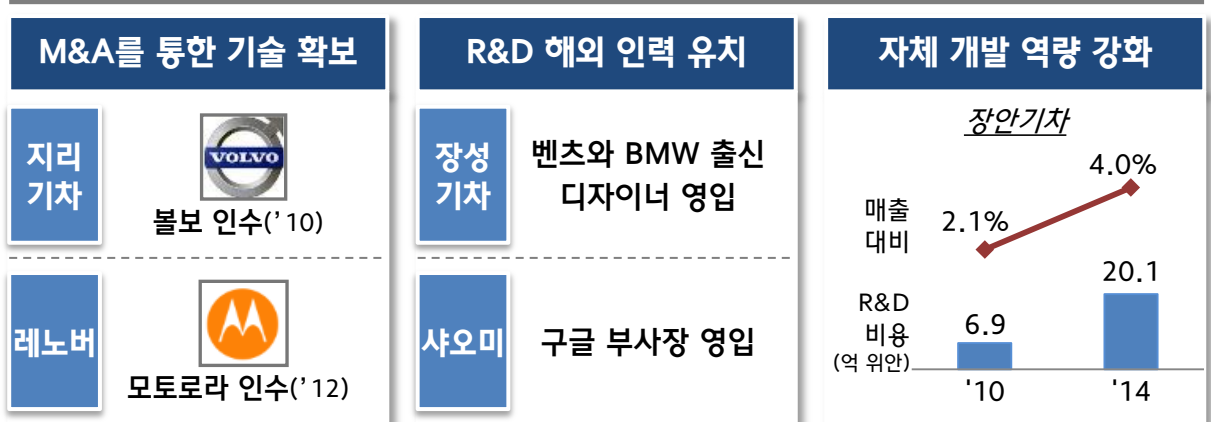 M&A를 통한 기술 확보
지리
기차
VOLVO
볼보 인수('10)
레노버
모토로라 인수('12)
R&D 해외 인력 유치
장성
기차
벤츠와 BMW 출신
디자이너 영입
샤오미
구글 부사장 영입
자체 개발 역량 강화
장안기차
매출
대비
2.1%
4.0%
R&D
비용
(억 위안)
6.9
20.1
'10
'14